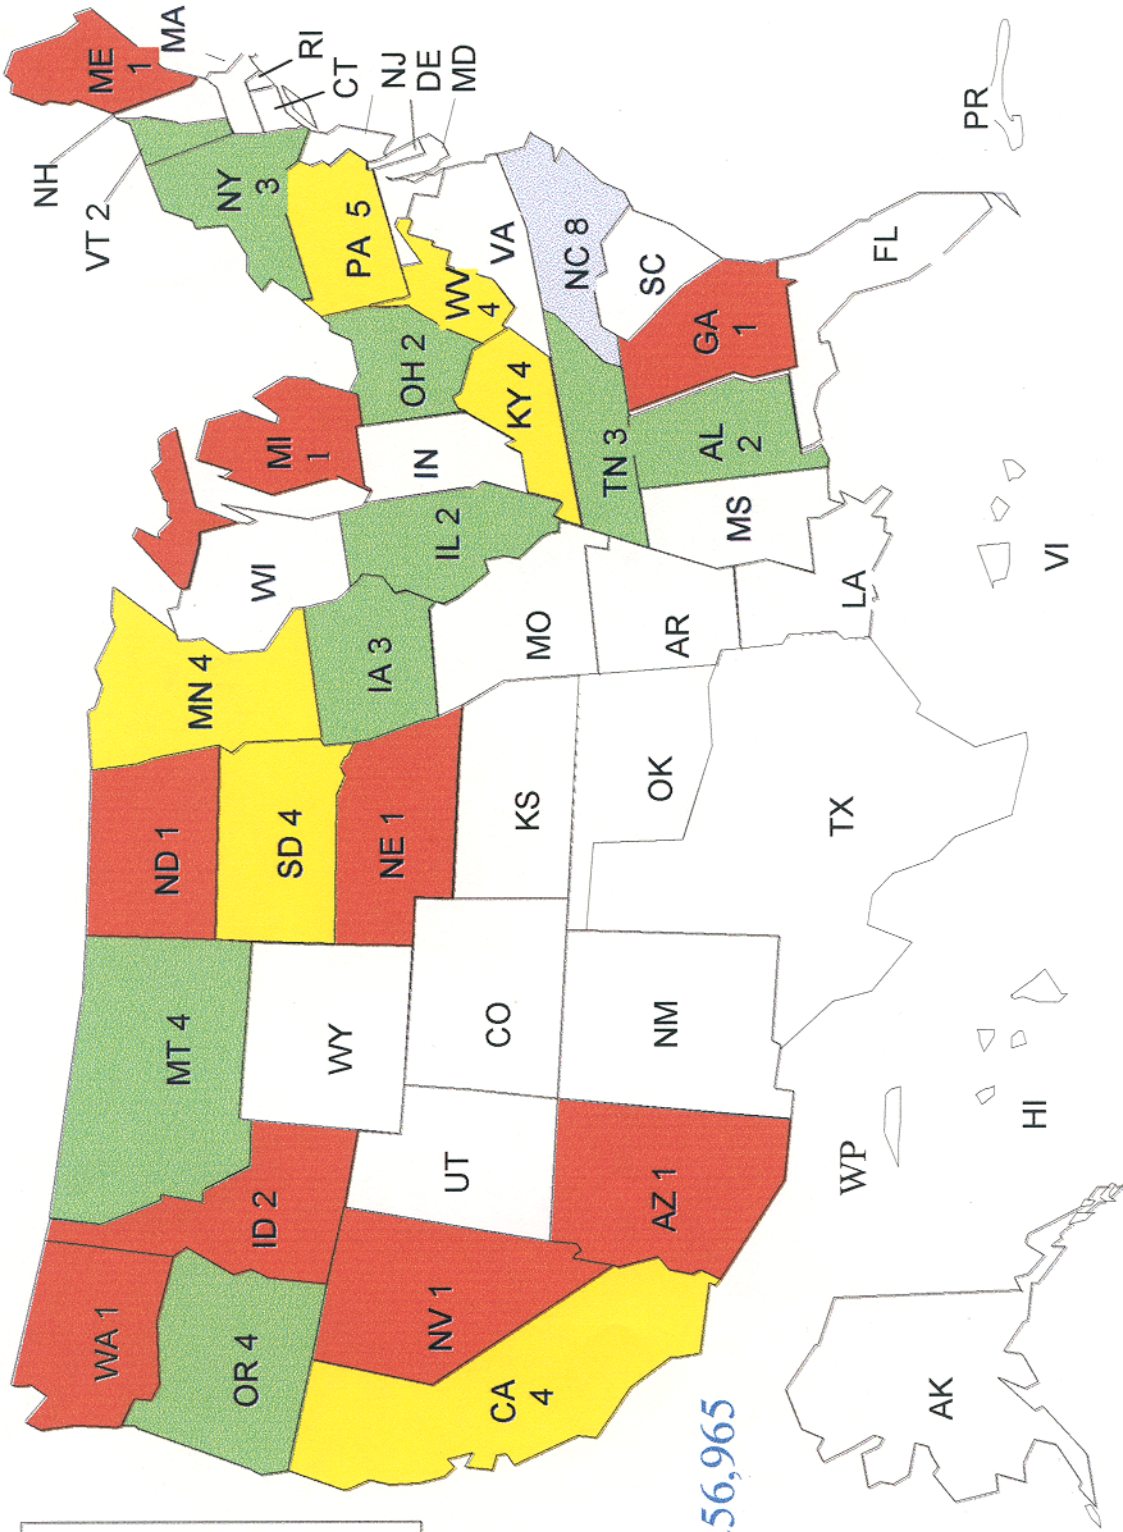 WA 1
MT 4
ND 1
MN 4
NH
VT 2
ME
1
MA
RI
CT
NJ
DE
MD
NY
3
OR 4
ID 2
WY
SD 4
WI
MI
1
PA 5
NV 1
UT
CO
NE 1
IA 3
IL 2
IN
OH 2
WV
4
VA
CA
4
KS
MO
KY 4
NC 8
AZ 1
NM
OK
AR
TN 3
SC
TX
LA
MS
AL
2
GA
1
FL
56,965
AK
WP
HI
VI
PR